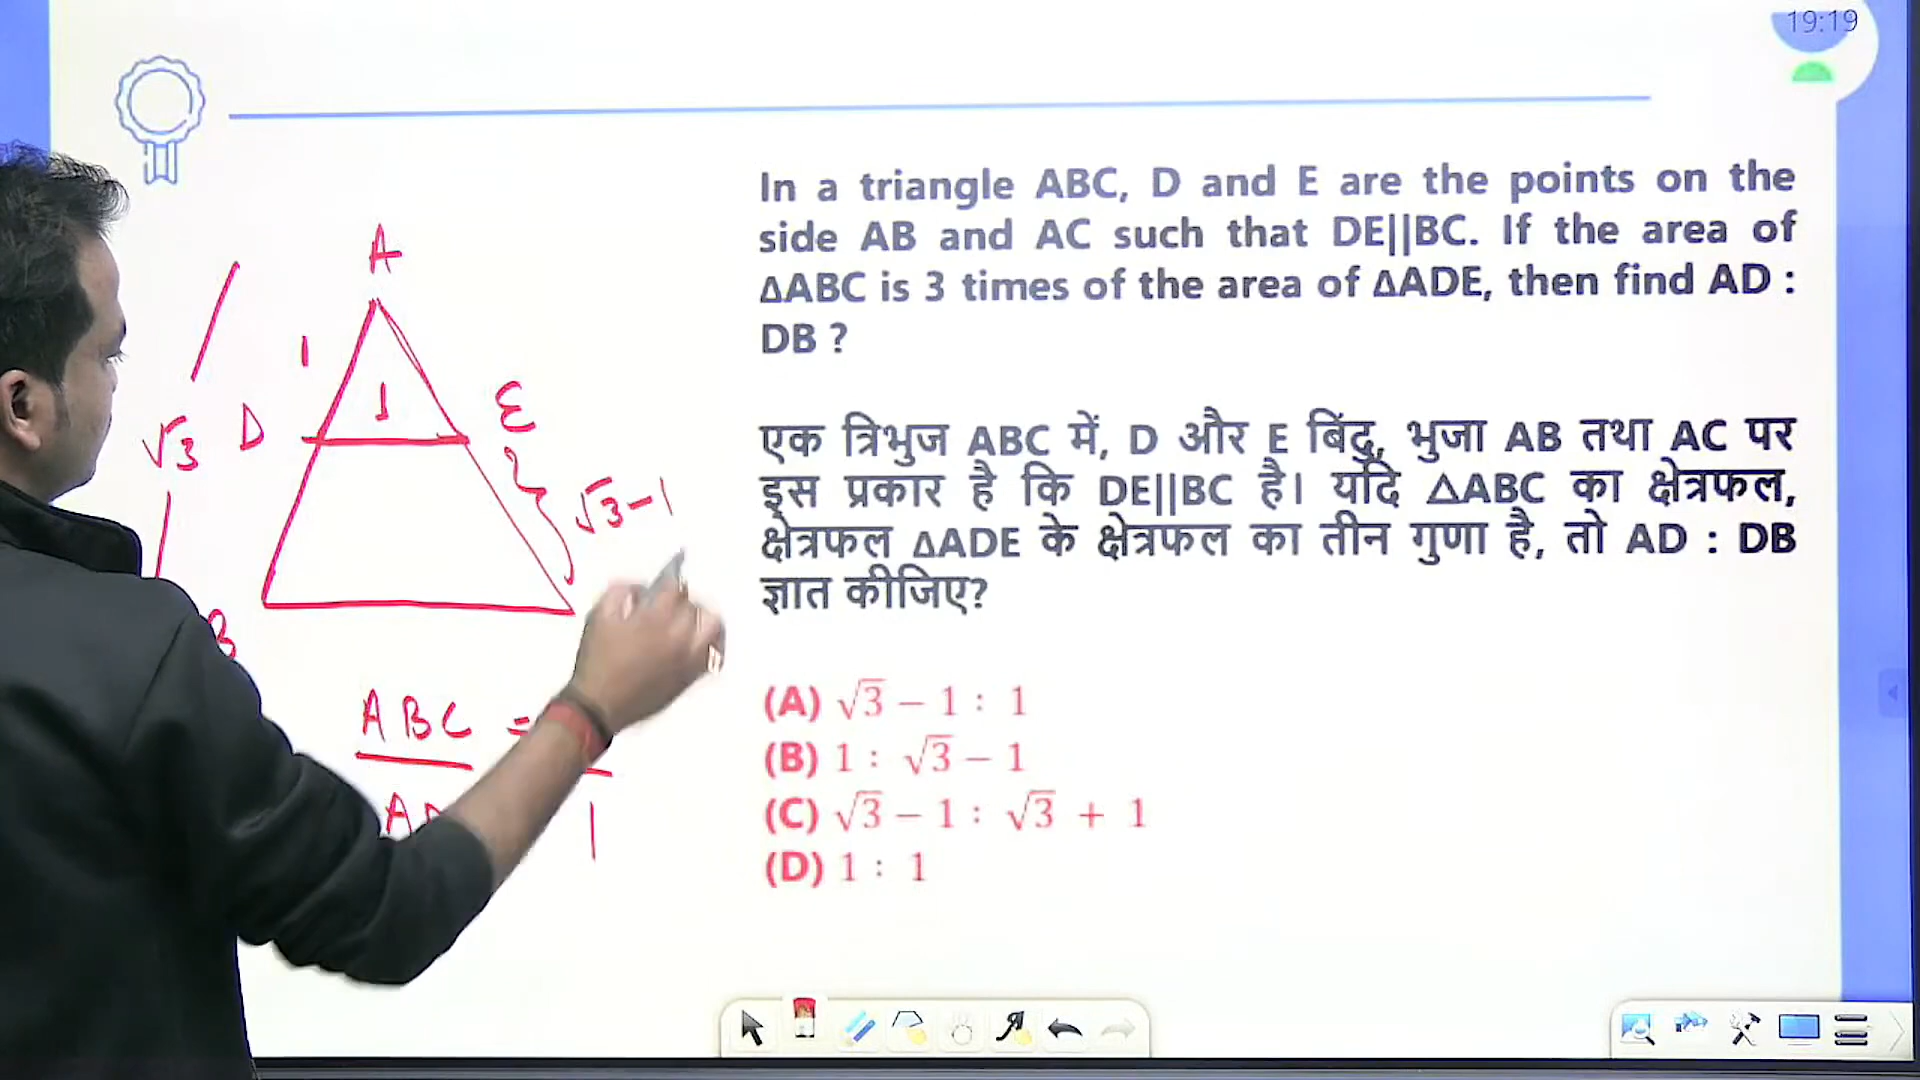 19:19
In a triangle ABC, D and E are the points on the
side AB and AC such that DE||BC. If the area of
ΔABC is 3 times of the area of ΔADE, then find AD :
DB ?
एक त्रिभुज ABC में, D और E बिंदु, भुजा AB तथा AC पर
इस प्रकार है कि DE||BC है। यदि ΔABC का क्षेत्रफल,
क्षेत्रफल ΔADE के क्षेत्रफल का तीन गुणा है, तो AD : DB
ज्ञात कीजिए?
(A) √3 − 1 : 1
(B) 1 : √3 − 1
(C) √3 − 1 : √3 + 1
(D) 1 : 1
A
1
1
E
D
√3
√3-1
B
ABC =
AD
1